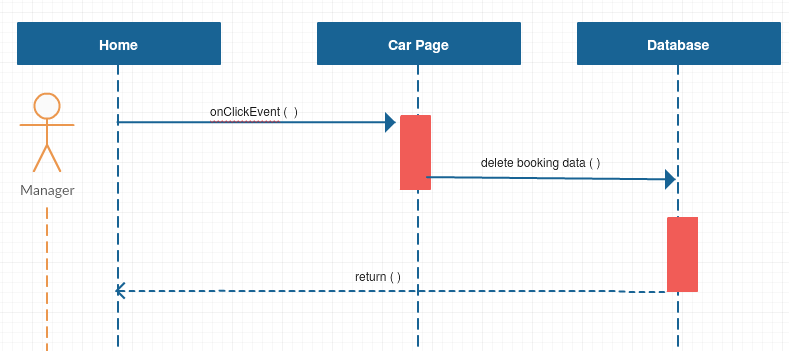 Home
Car Page
Database
onClickEvent (  )
delete booking data ( )
Manager
return ( )